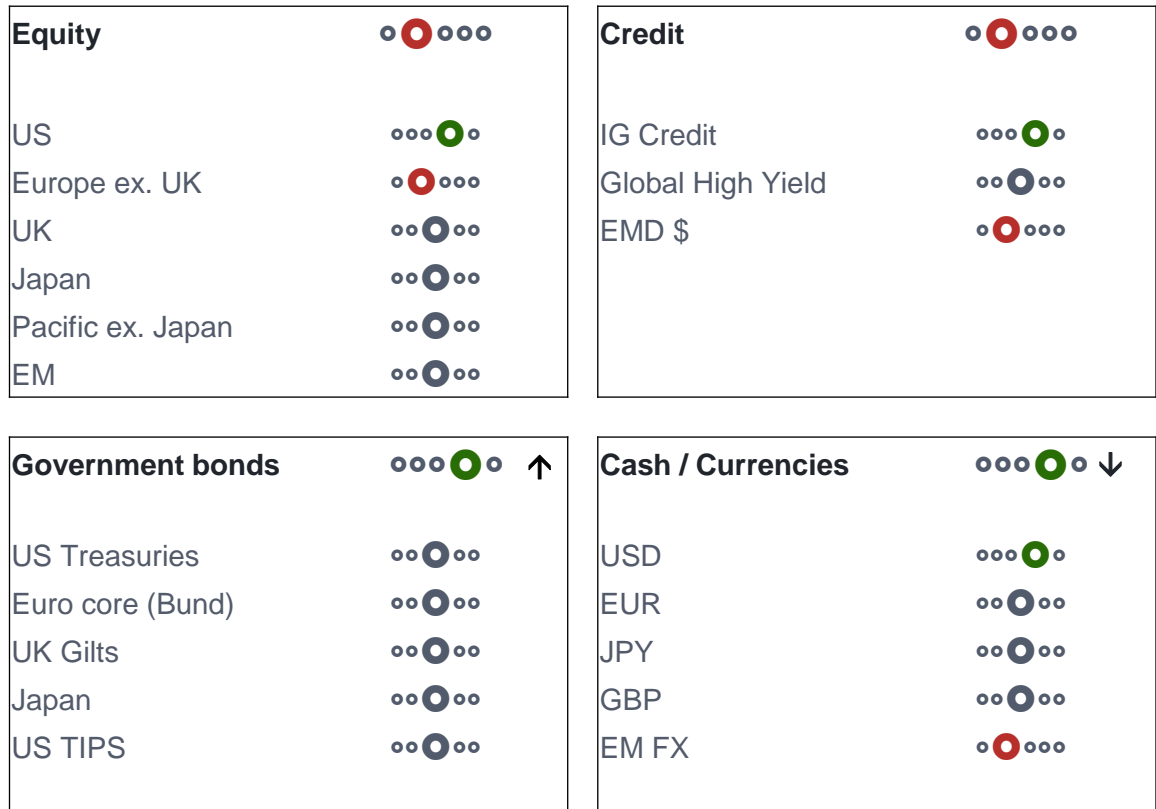 Equity
US
Europe ex. UK
UK
Japan
Pacific ex. Japan
EM
Credit
IG Credit
Global High Yield
EMD $
Government bonds
US Treasuries
Euro core (Bund)
UK Gilts
Japan
US TIPS
Cash / Currencies
USD
EUR
JPY
GBP
EM FX